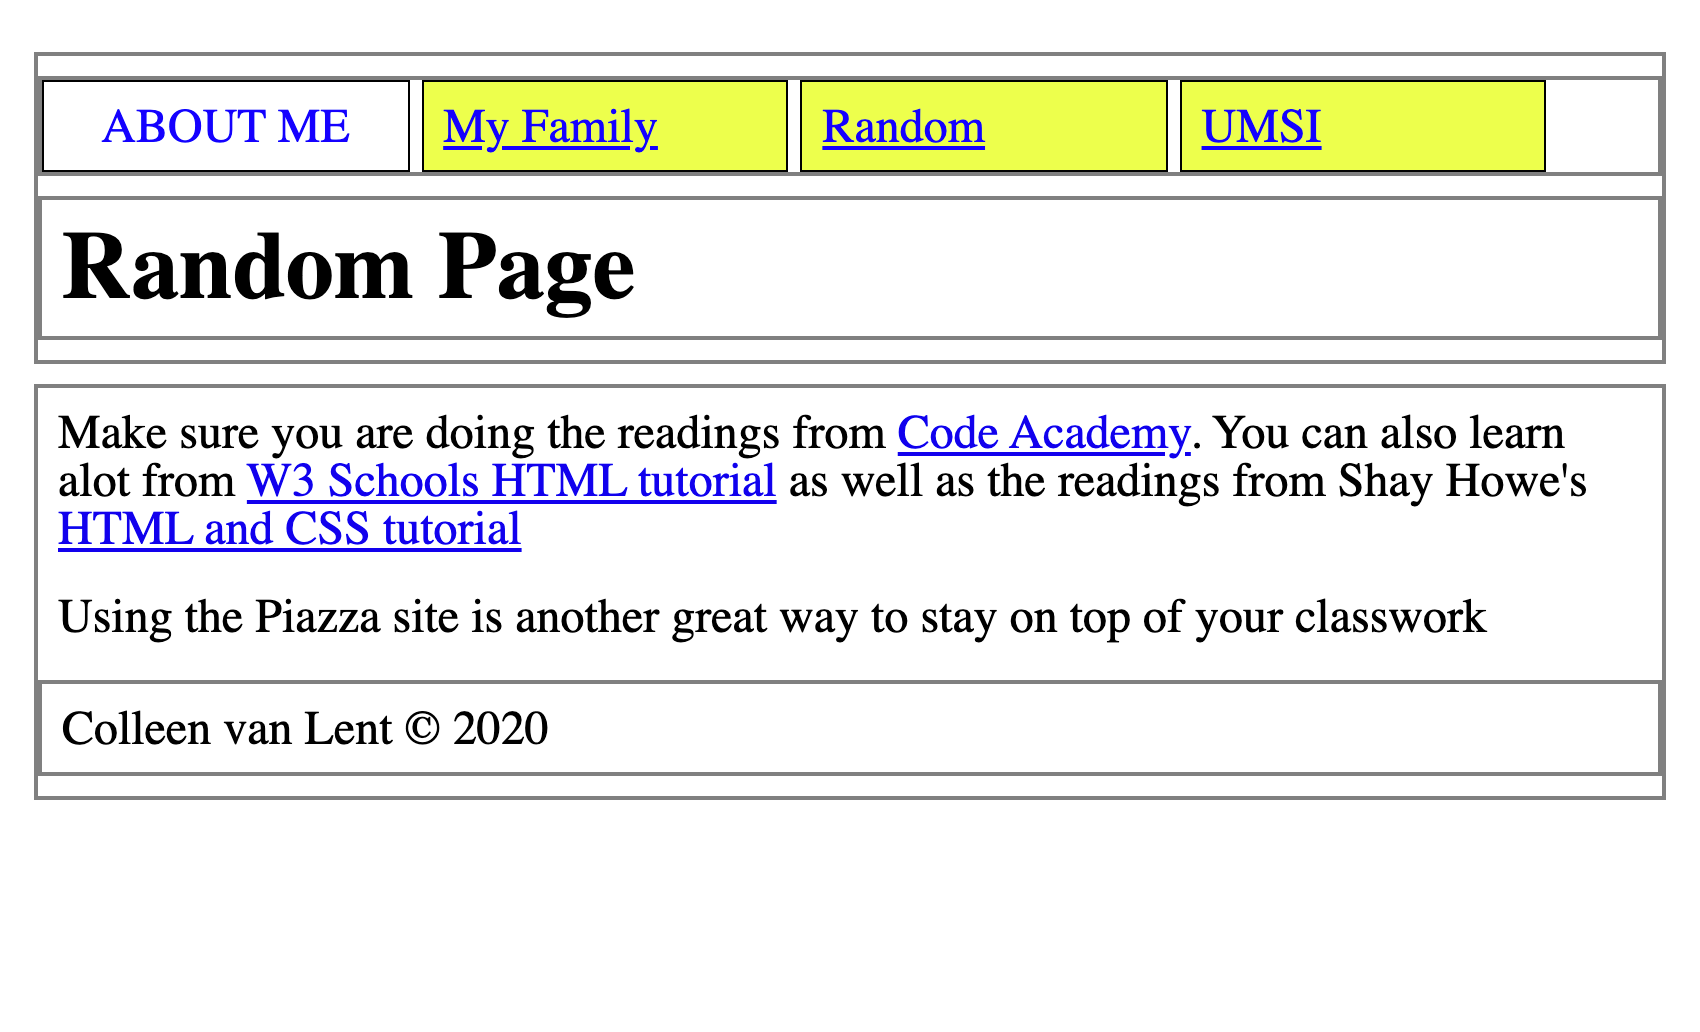 ABOUT ME My Family Random UMSI
Random Page
Make sure you are doing the readings from Code Academy. You can also learn
alot from W3 Schools HTML tutorial as well as the readings from Shay Howe's
HTML and CSS tutorial
Using the Piazza site is another great way to stay on top of your classwork
Colleen van Lent © 2020